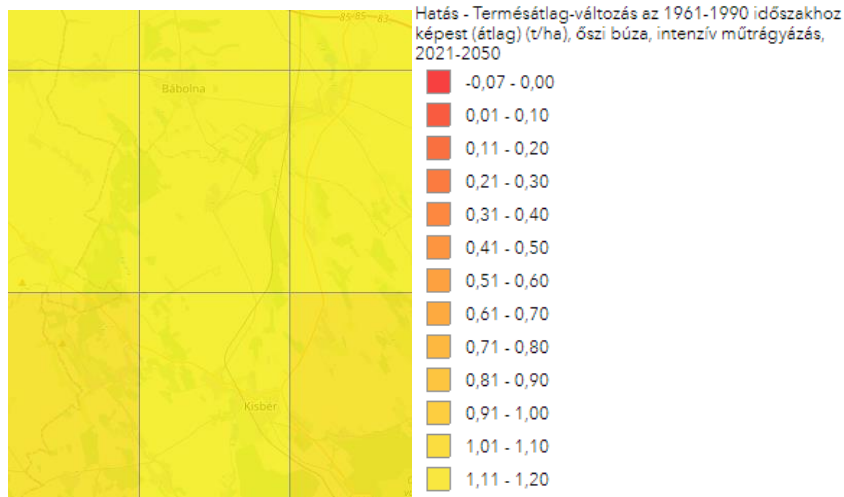 Hatás - Termésátlag-változás az 1961-1990 időszakhoz
képest (átlag) (t/ha), őszi búza, intenzív műtrágyázás,
2021-2050
-0,07 - 0,00
0,01 - 0,10
0,11 - 0,20
0,21 - 0,30
0,31 - 0,40
0,41 - 0,50
0,51 - 0,60
0,61 - 0,70
0,71 - 0,80
0,81 - 0,90
0,91 - 1,00
1,01 - 1,10
1,11 - 1,20
Bábolna
Kisbér